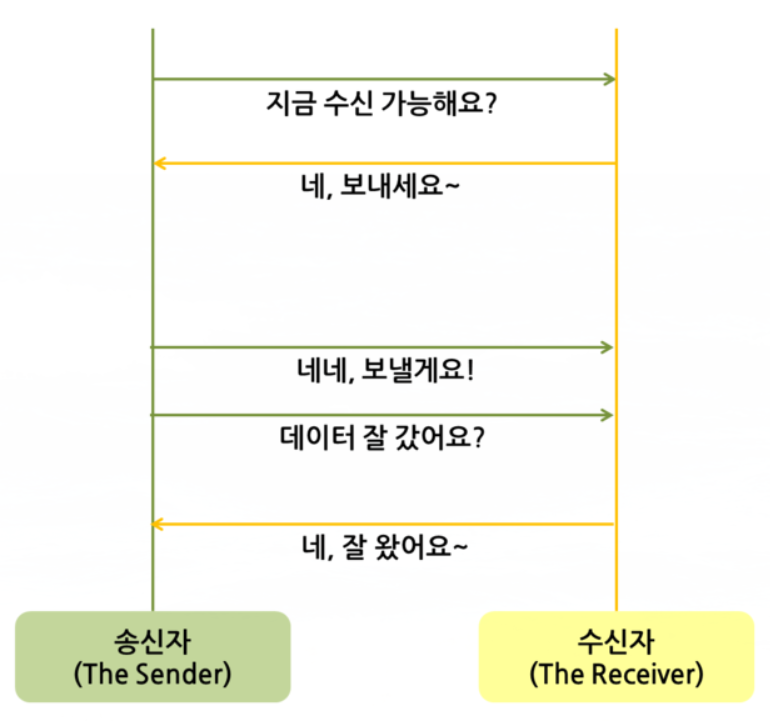 지금 수신 가능해요?
네, 보내세요~
네네, 보낼게요!
데이터 잘 갔어요?
네, 잘 왔어요~
송신자
(The Sender)
수신자
(The Receiver)